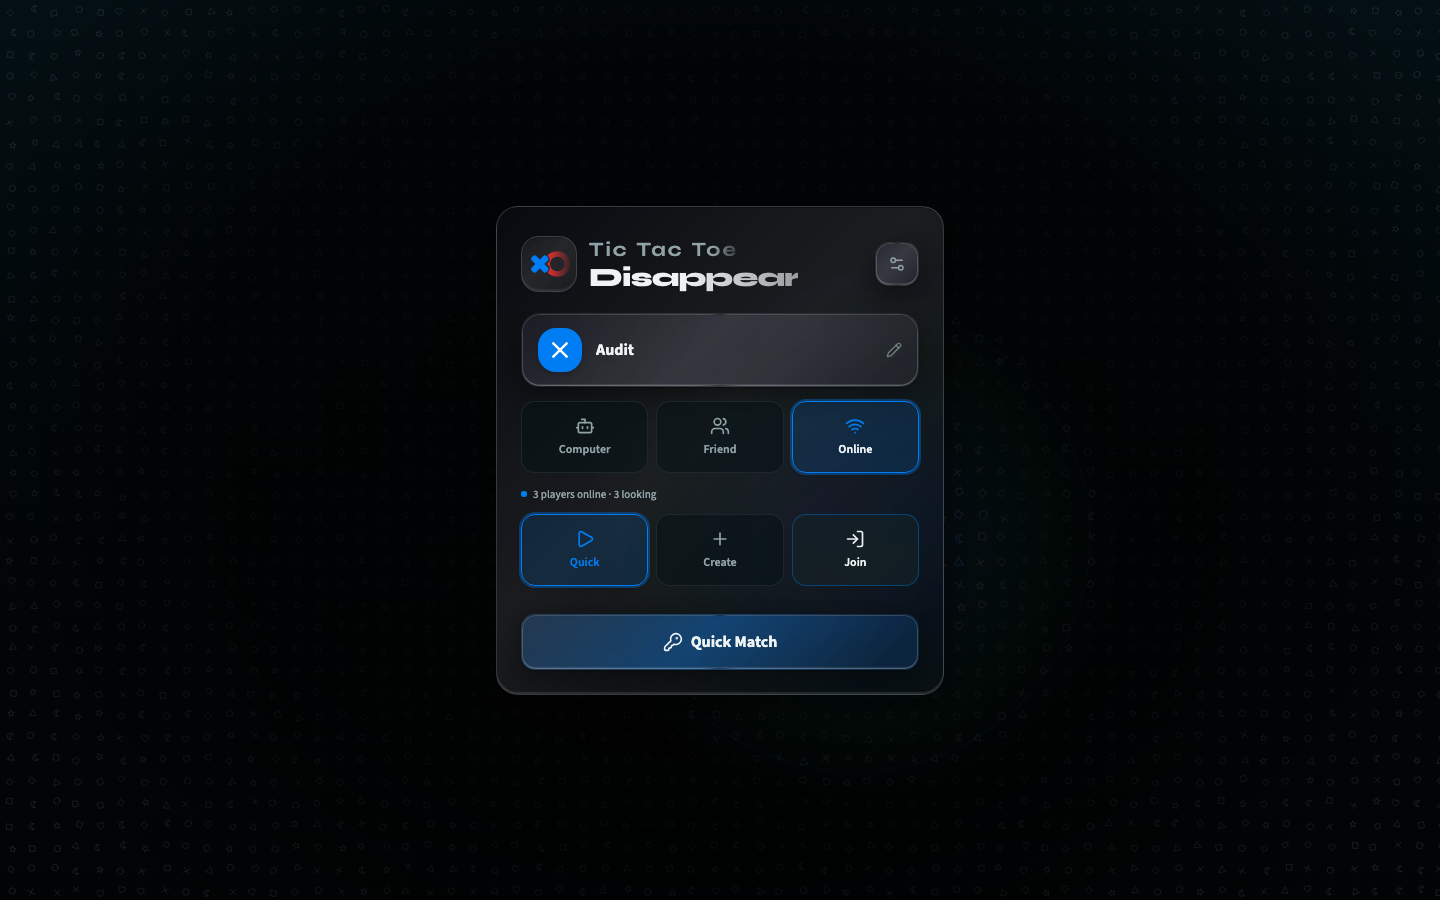 Tic Tac Toe
Disappear
Audit
Computer
Friend
Online
3 players online · 3 looking
Quick
Create
Join
Quick Match